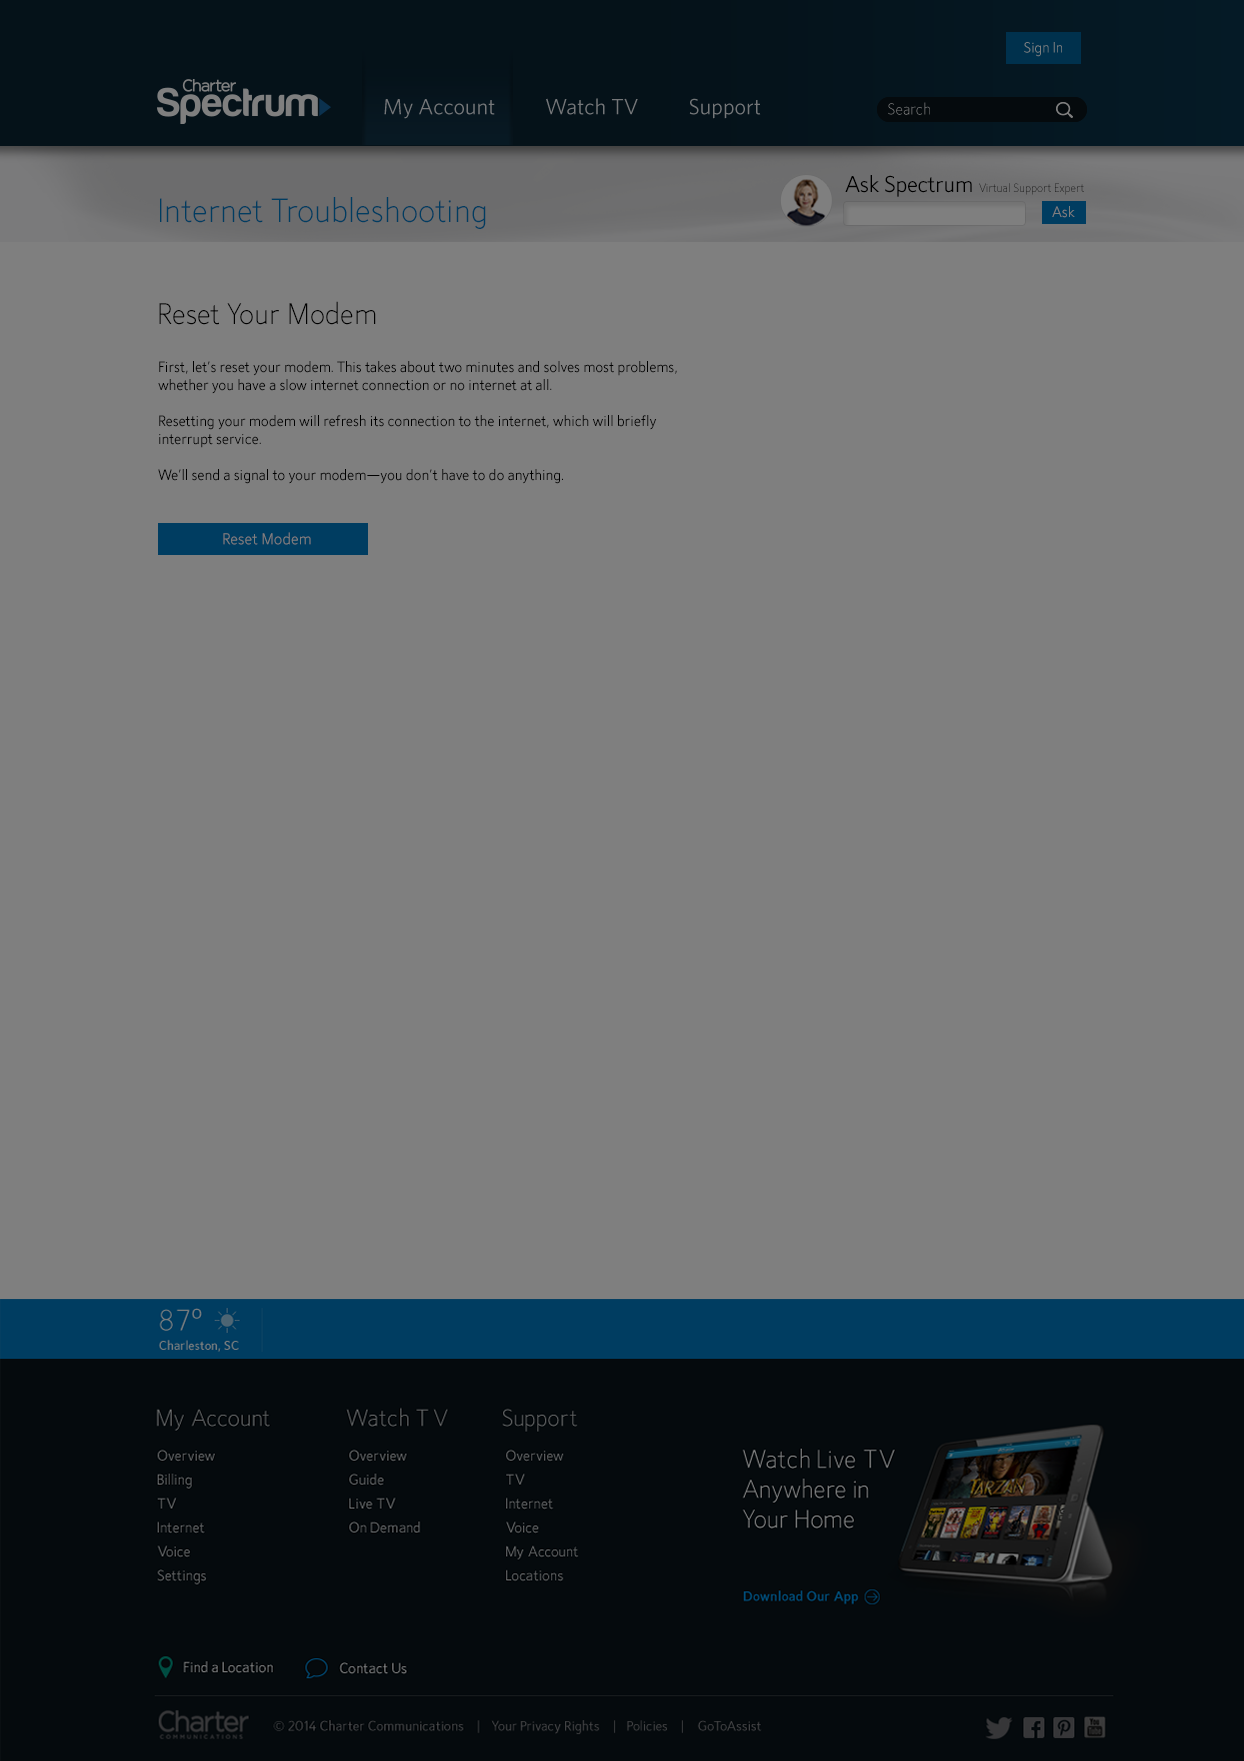 Sign In
Charter
Spectrum
My Account
Watch TV
Support
Search
Internet Troubleshooting
Ask Spectrum Virtual Support Expert
Ask
Reset Your Modem
First, let's reset your modem. This takes about two minutes and solves most problems,
whether you have a slow internet connection or no internet at all.
Resetting your modem will refresh its connection to the internet, which will briefly
interrupt service.
We'll send a signal to your modem—you don't have to do anything.
Reset Modem
87º
Charleston, SC
My Account
Overview
Billing
TV
Internet
Voice
Settings
Watch TV
Overview
Guide
Live TV
On Demand
Support
Overview
TV
Internet
Voice
My Account
Locations
Watch Live TV
Anywhere in
Your Home
TARZAN
Download Our App
Find a Location
Contact Us
Charter
COMMUNICATIONS
© 2014 Charter Communications | Your Privacy Rights | Policies | GoToAssist
You
Tube